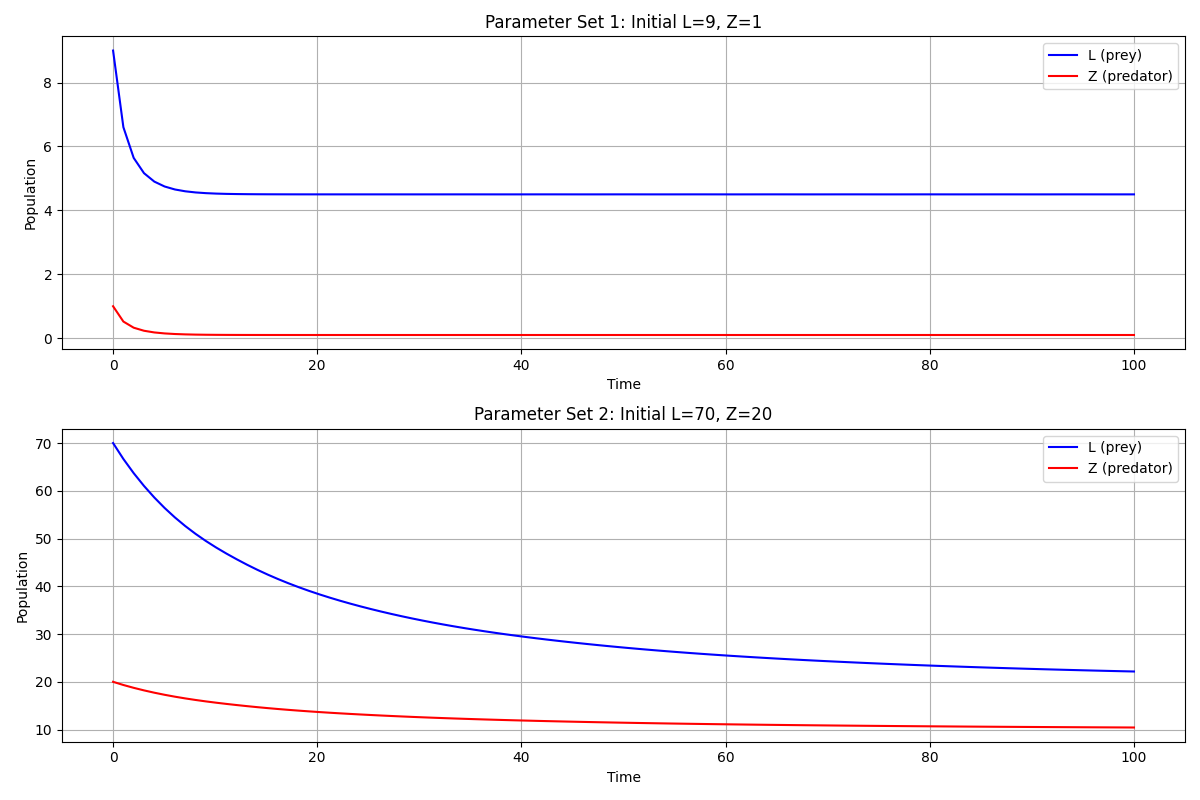 Parameter Set 1: Initial L=9, Z=1
L (prey)
Z (predator)
Population
8
6
4
2
0
0 20 40 60 80 100
Time
Parameter Set 2: Initial L=70, Z=20
L (prey)
Z (predator)
Population
70
60
50
40
30
20
10
0 20 40 60 80 100
Time